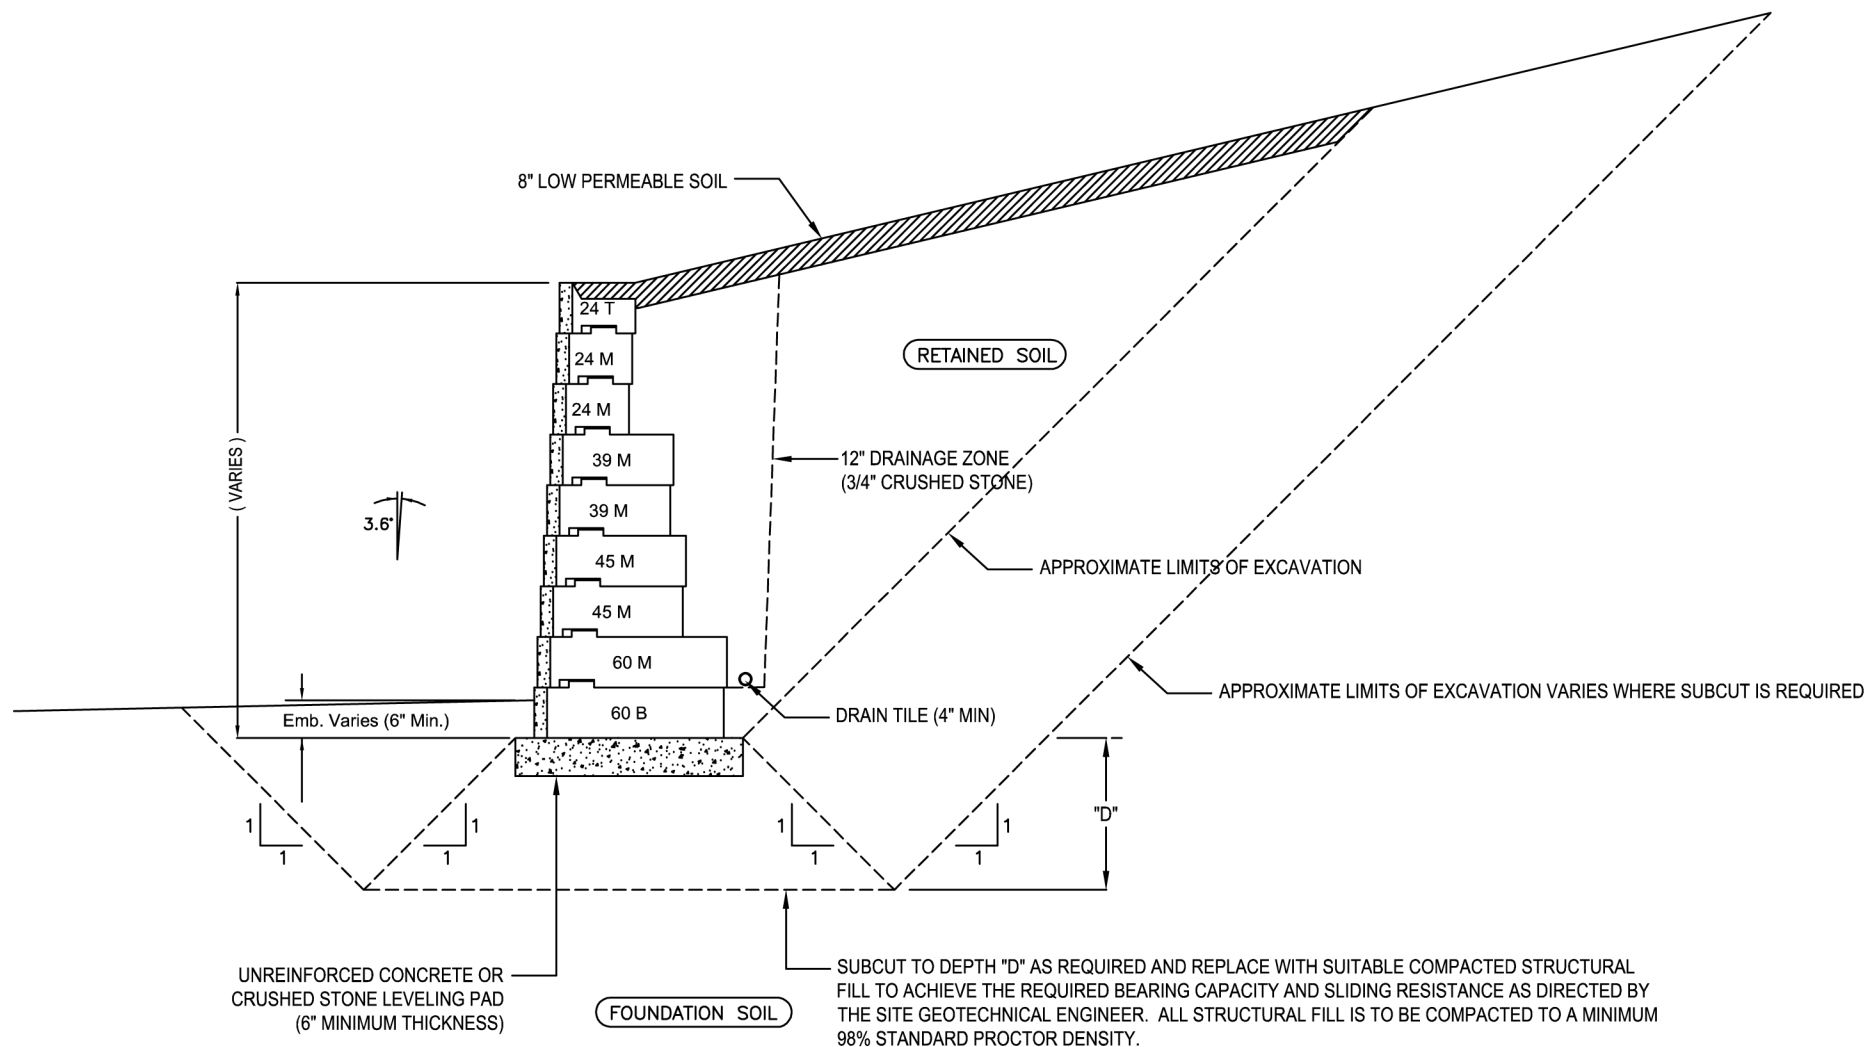 8" LOW PERMEABLE SOIL
24 T
24 M
RETAINED SOIL
24 M
( VARIES )
39 M
12" DRAINAGE ZONE
(3/4" CRUSHED STONE)
3.6°
39 M
45 M
APPROXIMATE LIMITS OF EXCAVATION
45 M
60 M
APPROXIMATE LIMITS OF EXCAVATION VARIES WHERE SUBCUT IS REQUIRED
Emb. Varies (6" Min.)
60 B
DRAIN TILE (4" MIN)
"D"
1
1
1
1
1
1
1
1
UNREINFORCED CONCRETE OR
CRUSHED STONE LEVELING PAD
(6" MINIMUM THICKNESS)
FOUNDATION SOIL
SUBCUT TO DEPTH "D" AS REQUIRED AND REPLACE WITH SUITABLE COMPACTED STRUCTURAL
FILL TO ACHIEVE THE REQUIRED BEARING CAPACITY AND SLIDING RESISTANCE AS DIRECTED BY
THE SITE GEOTECHNICAL ENGINEER. ALL STRUCTURAL FILL IS TO BE COMPACTED TO A MINIMUM
98% STANDARD PROCTOR DENSITY.